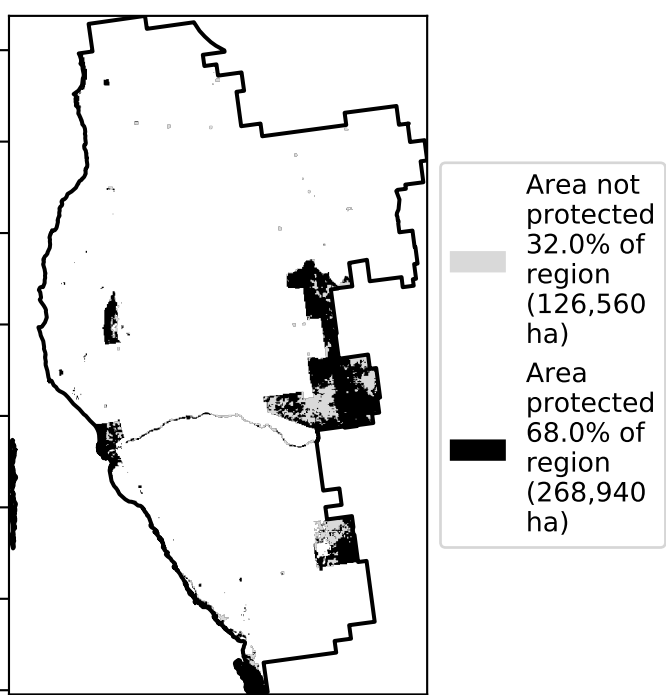 Area not
protected
32.0% of
region
(126,560
ha)
Area
protected
68.0% of
region
(268,940
ha)